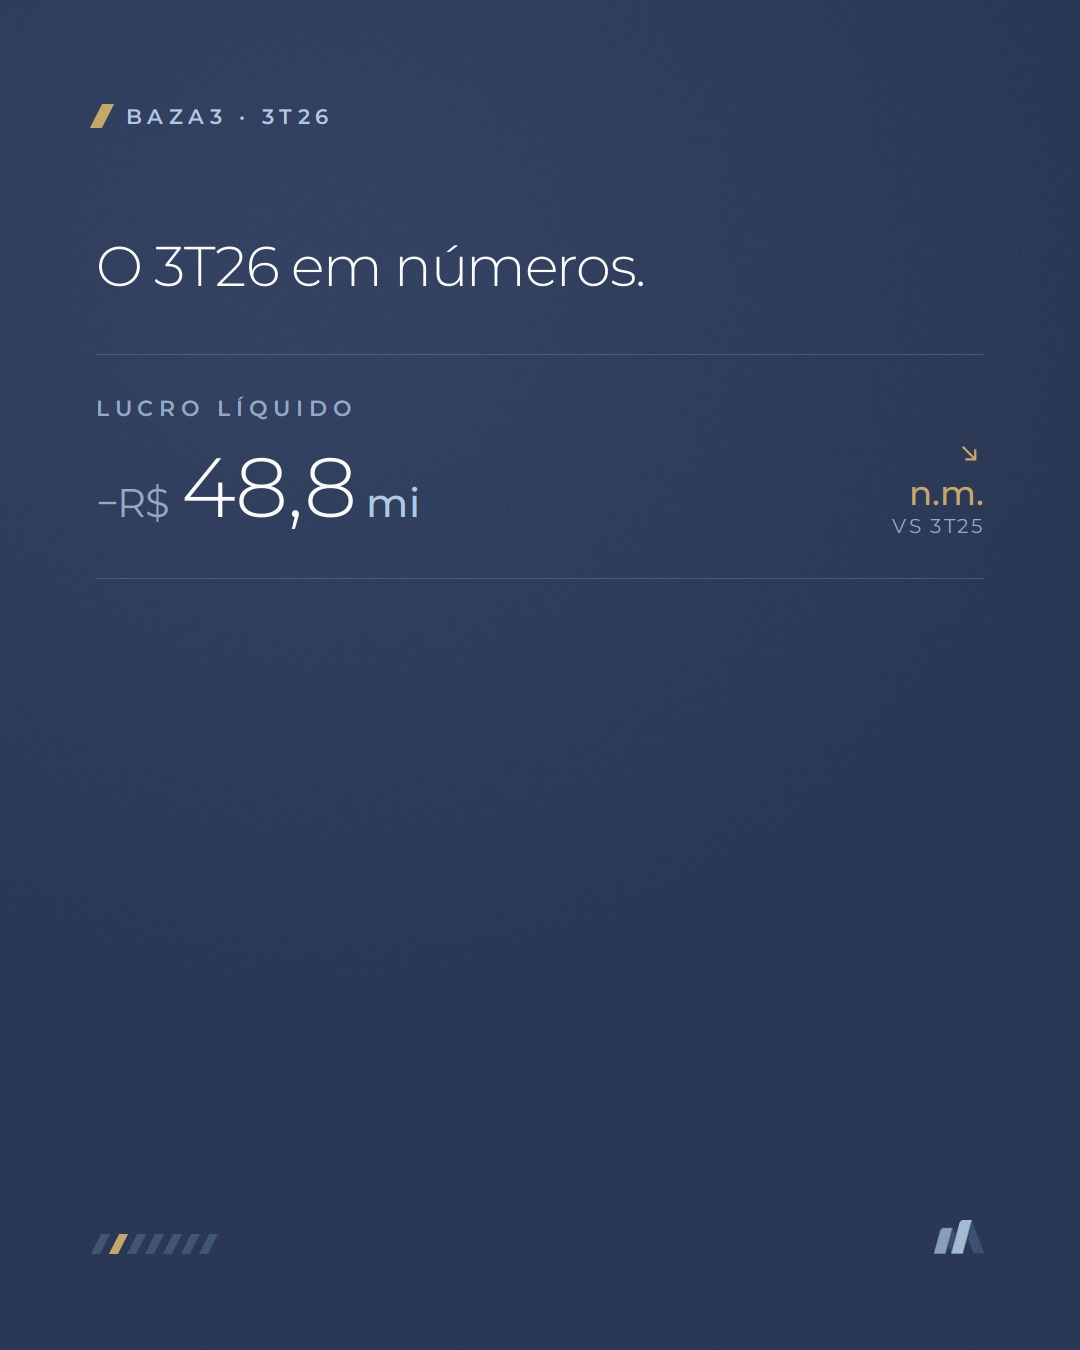 BAZA3 · 3T26
O 3T26 em números.
LUCRO LÍQUIDO
−R$ 48,8 mi
n.m.
VS 3T25